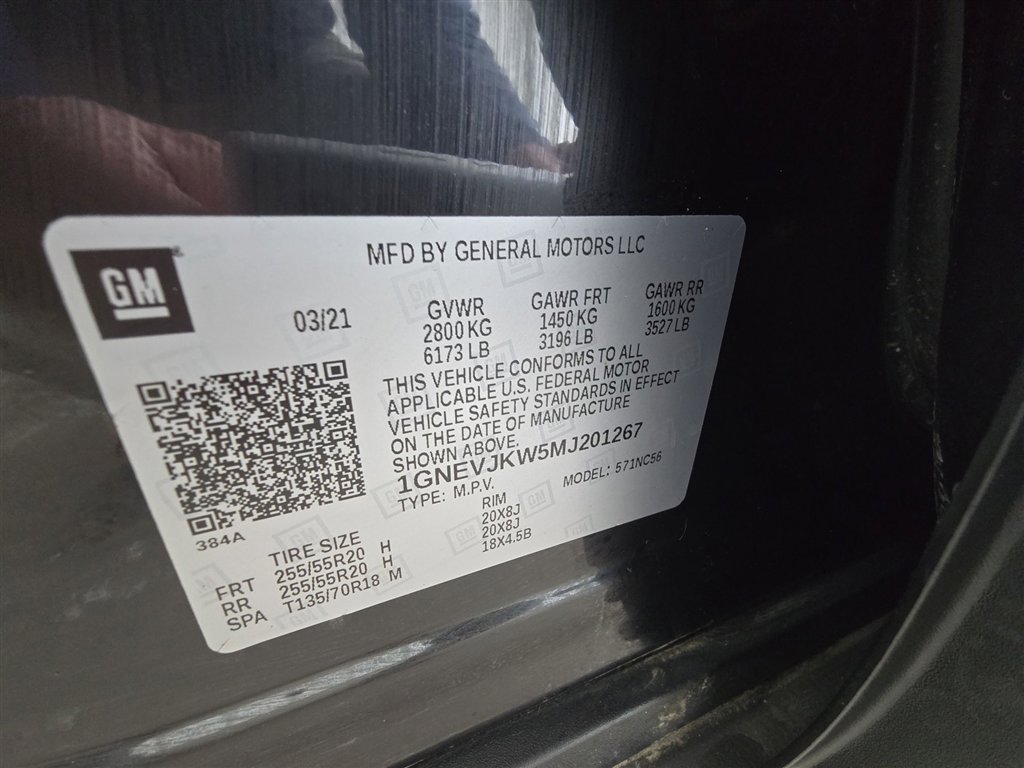 MFD BY GENERAL MOTORS LLC
GM
03/21
GVWR
2800 KG
6173 LB
GAWR FRT
1450 KG
3196 LB
GAWR RR
1600 KG
3527 LB
THIS VEHICLE CONFORMS TO ALL
APPLICABLE U.S. FEDERAL MOTOR
VEHICLE SAFETY STANDARDS IN EFFECT
ON THE DATE OF MANUFACTURE
SHOWN ABOVE.
1GNEVJKW5MJ201267
TYPE: M.P.V.
MODEL: 571NC56
384A
TIRE SIZE
RIM
FRT 255/55R20 H 20X8J
RR 255/55R20 H 20X8J
SPA T135/70R18 M 18X4.5B